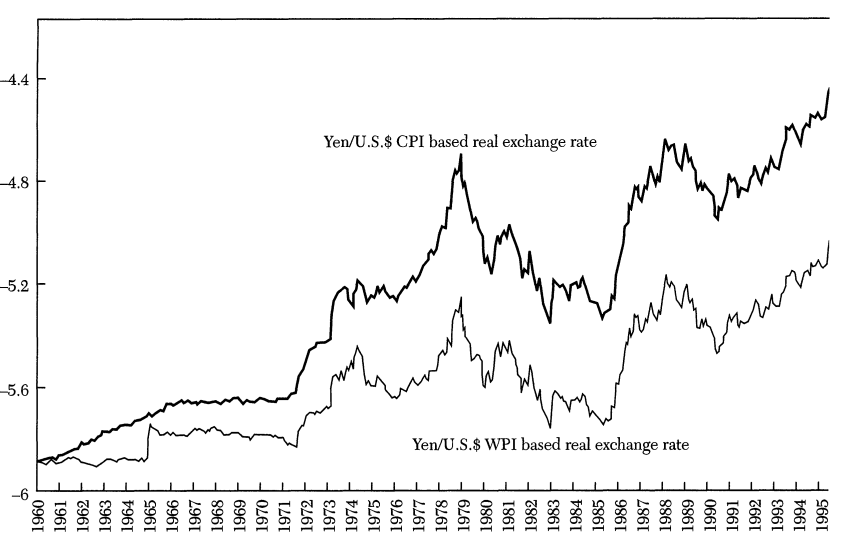 -4.4
Yen/U.S.$ CPI based real exchange rate
-4.8
-5.2
-5.6
Yen/U.S.$ WPI based real exchange rate
-6
1960 1961 1962 1963 1964 1965 1966 1967 1968 1969 1970 1971 1972 1973 1974 1975 1976 1977 1978 1979 1980 1981 1982 1983 1984 1985 1986 1987 1988 1989 1990 1991 1992 1993 1994 1995